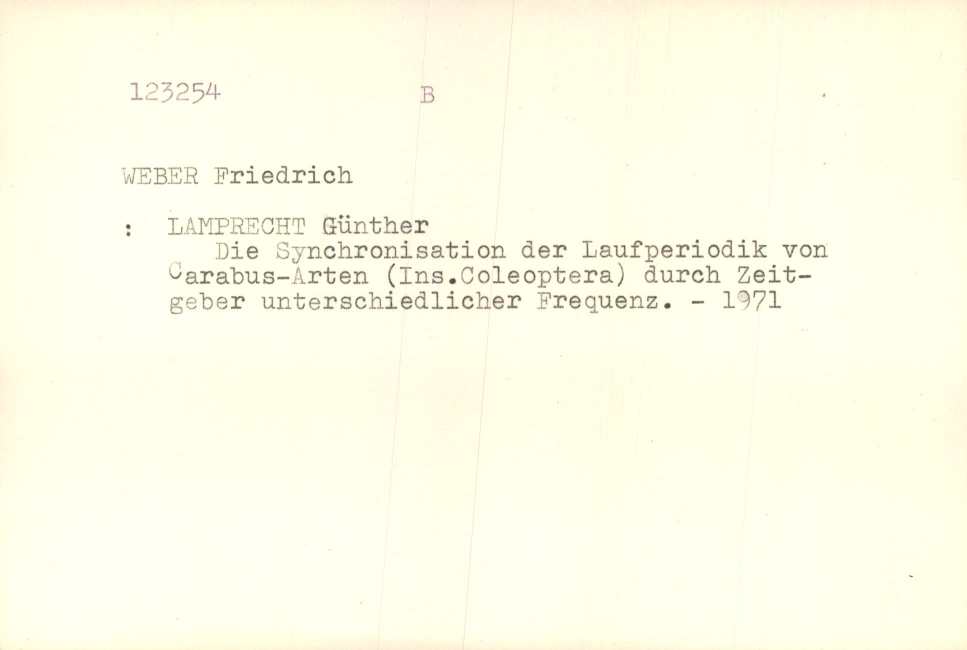 123254 B
WEBER Friedrich
: LAMPRECHT Günther
Die Synchronisation der Laufperiodik von
Carabus-Arten (Ins.Coleoptera) durch Zeit-
geber unterschiedlicher Frequenz. - 1971